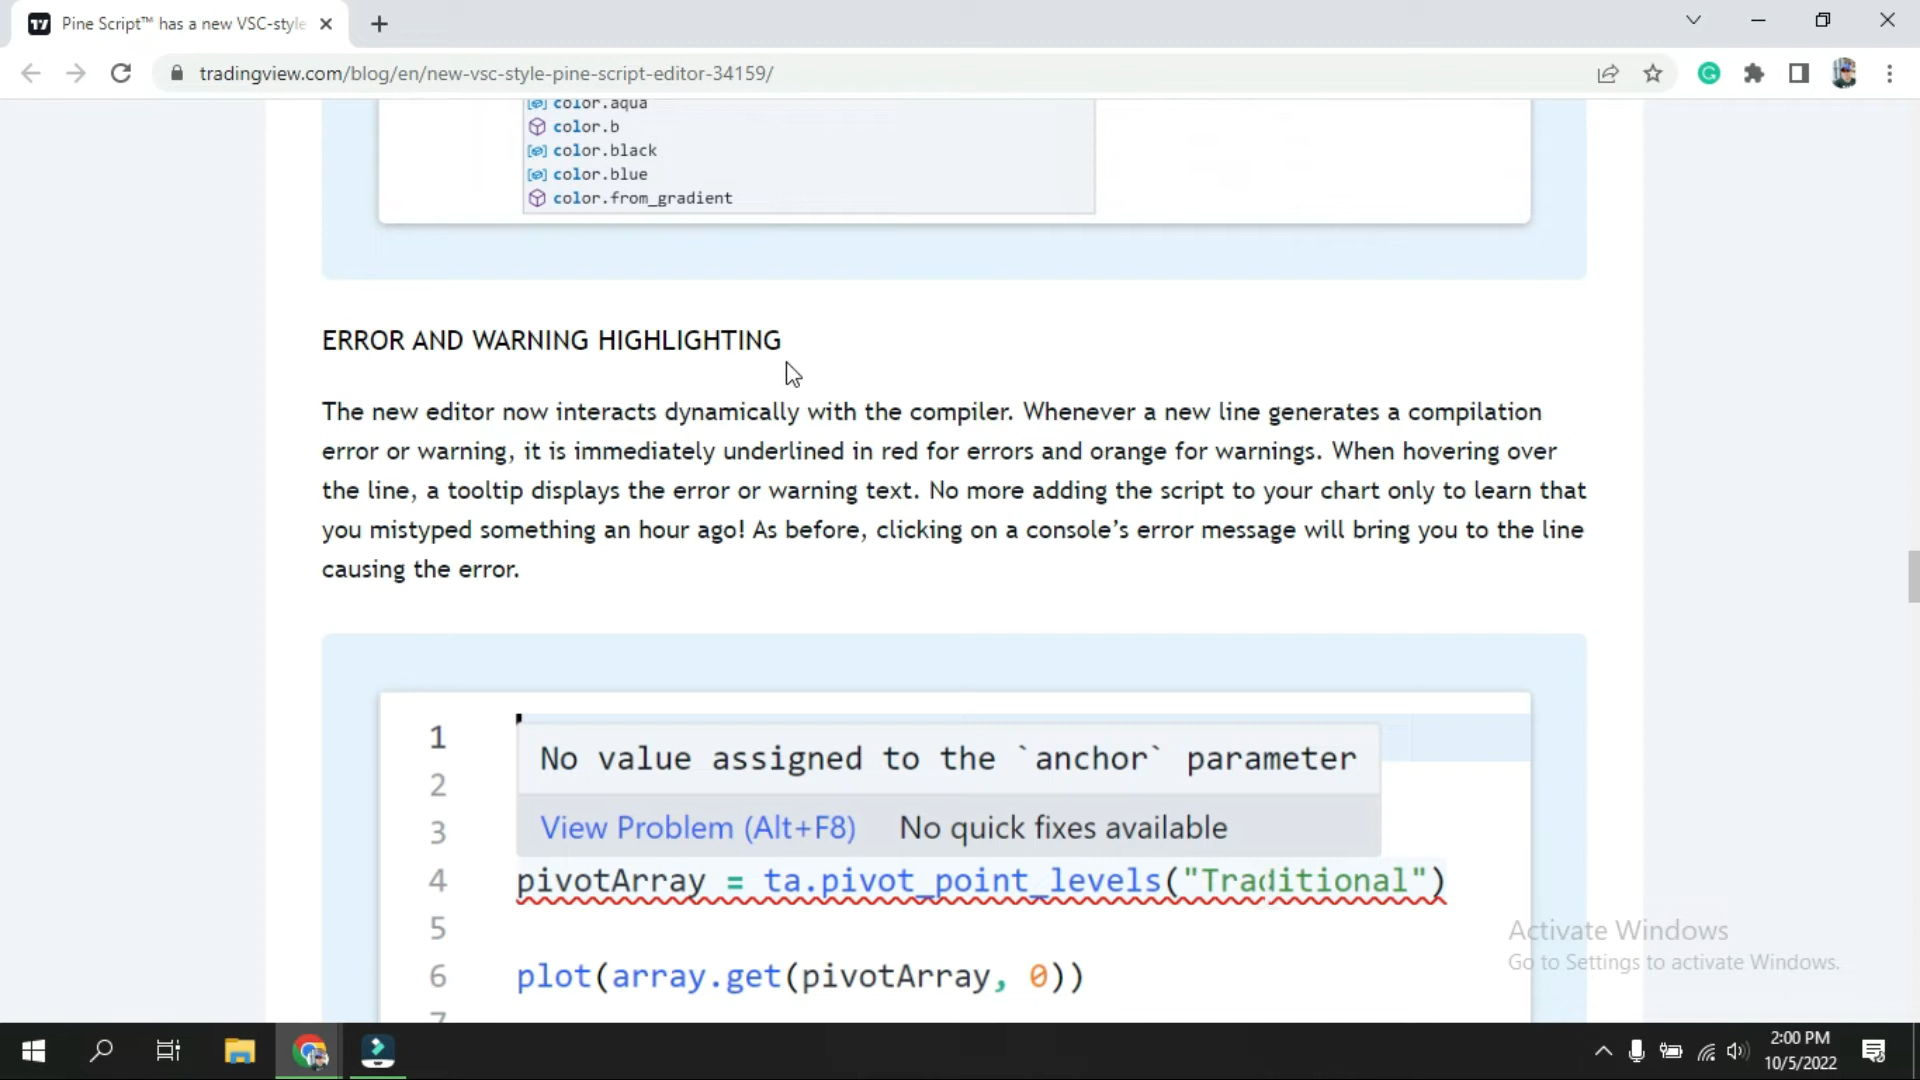 Pine Script™ has a new VSC-style
tradingview.com/blog/en/new-vsc-style-pine-script-editor-34159/
color.aqua
color.b
color.black
color.blue
color.from_gradient
ERROR AND WARNING HIGHLIGHTING
The new editor now interacts dynamically with the compiler. Whenever a new line generates a compilation
error or warning, it is immediately underlined in red for errors and orange for warnings. When hovering over
the line, a tooltip displays the error or warning text. No more adding the script to your chart only to learn that
you mistyped something an hour ago! As before, clicking on a console’s error message will bring you to the line
causing the error.
1
No value assigned to the `anchor` parameter
2
3
View Problem (Alt+F8) No quick fixes available
4 pivotArray = ta.pivot_point_levels("Traditional")
5
6 plot(array.get(pivotArray, 0))
7
Activate Windows
Go to Settings to activate Windows.
2:00 PM
10/5/2022